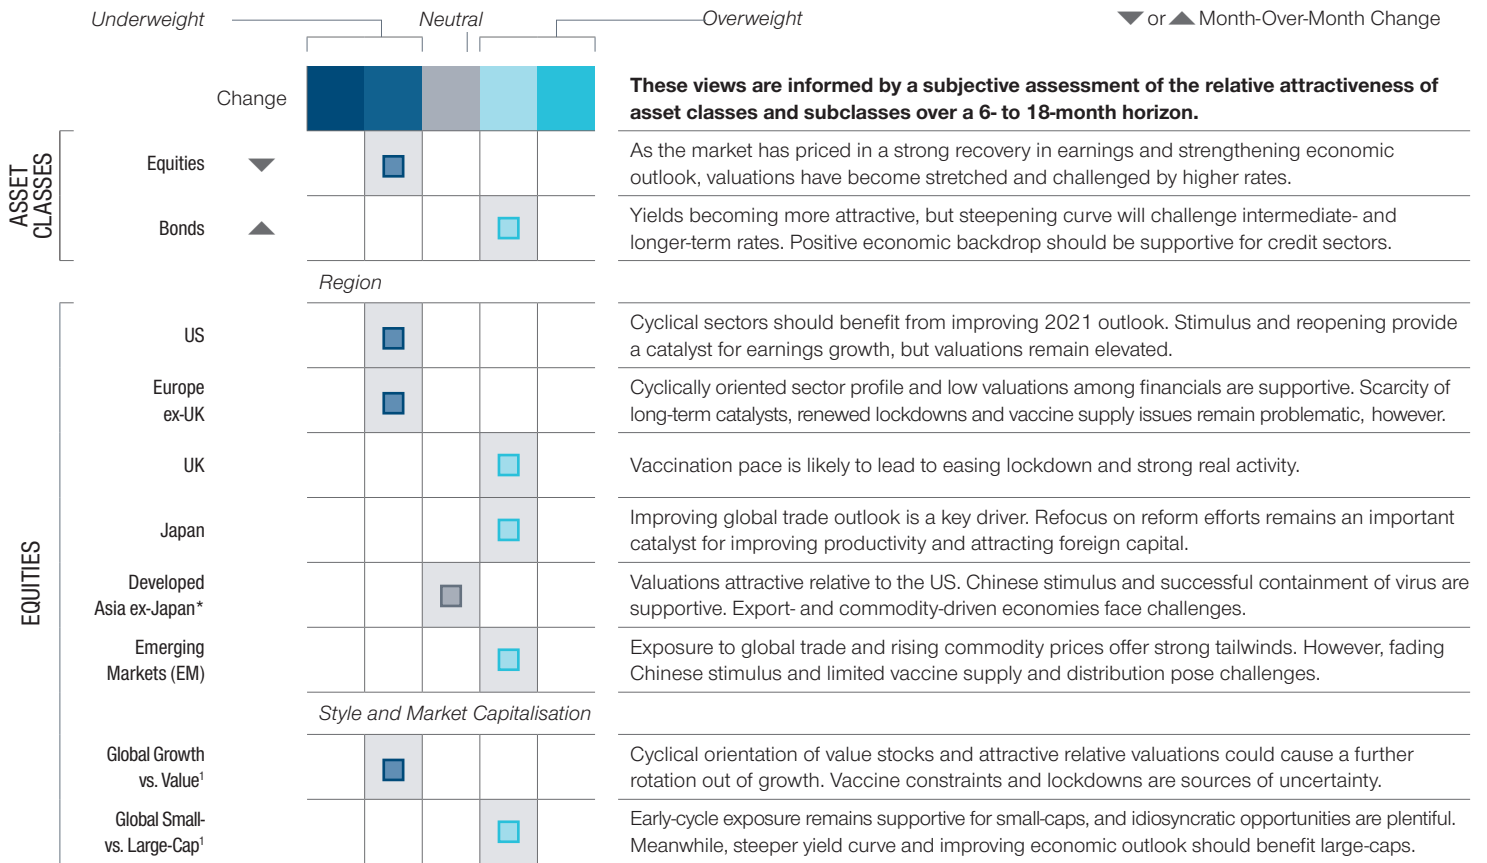 Underweight
Neutral
Overweight
▼ or ▲ Month-Over-Month Change
Change
These views are informed by a subjective assessment of the relative attractiveness of
asset classes and subclasses over a 6- to 18-month horizon.
ASSET
CLASSES
Equities ▼
As the market has priced in a strong recovery in earnings and strengthening economic
outlook, valuations have become stretched and challenged by higher rates.
Bonds ▲
Yields becoming more attractive, but steepening curve will challenge intermediate- and
longer-term rates. Positive economic backdrop should be supportive for credit sectors.
Region
EQUITIES
US
Cyclical sectors should benefit from improving 2021 outlook. Stimulus and reopening provide
a catalyst for earnings growth, but valuations remain elevated.
Europe
ex-UK
Cyclically oriented sector profile and low valuations among financials are supportive. Scarcity of
long-term catalysts, renewed lockdowns and vaccine supply issues remain problematic, however.
UK
Vaccination pace is likely to lead to easing lockdown and strong real activity.
Japan
Improving global trade outlook is a key driver. Refocus on reform efforts remains an important
catalyst for improving productivity and attracting foreign capital.
Developed
Asia ex-Japan*
Valuations attractive relative to the US. Chinese stimulus and successful containment of virus are
supportive. Export- and commodity-driven economies face challenges.
Emerging
Markets (EM)
Exposure to global trade and rising commodity prices offer strong tailwinds. However, fading
Chinese stimulus and limited vaccine supply and distribution pose challenges.
Style and Market Capitalisation
Global Growth
vs. Value¹
Cyclical orientation of value stocks and attractive relative valuations could cause a further
rotation out of growth. Vaccine constraints and lockdowns are sources of uncertainty.
Global Small-
vs. Large-Cap¹
Early-cycle exposure remains supportive for small-caps, and idiosyncratic opportunities are plentiful.
Meanwhile, steeper yield curve and improving economic outlook should benefit large-caps.